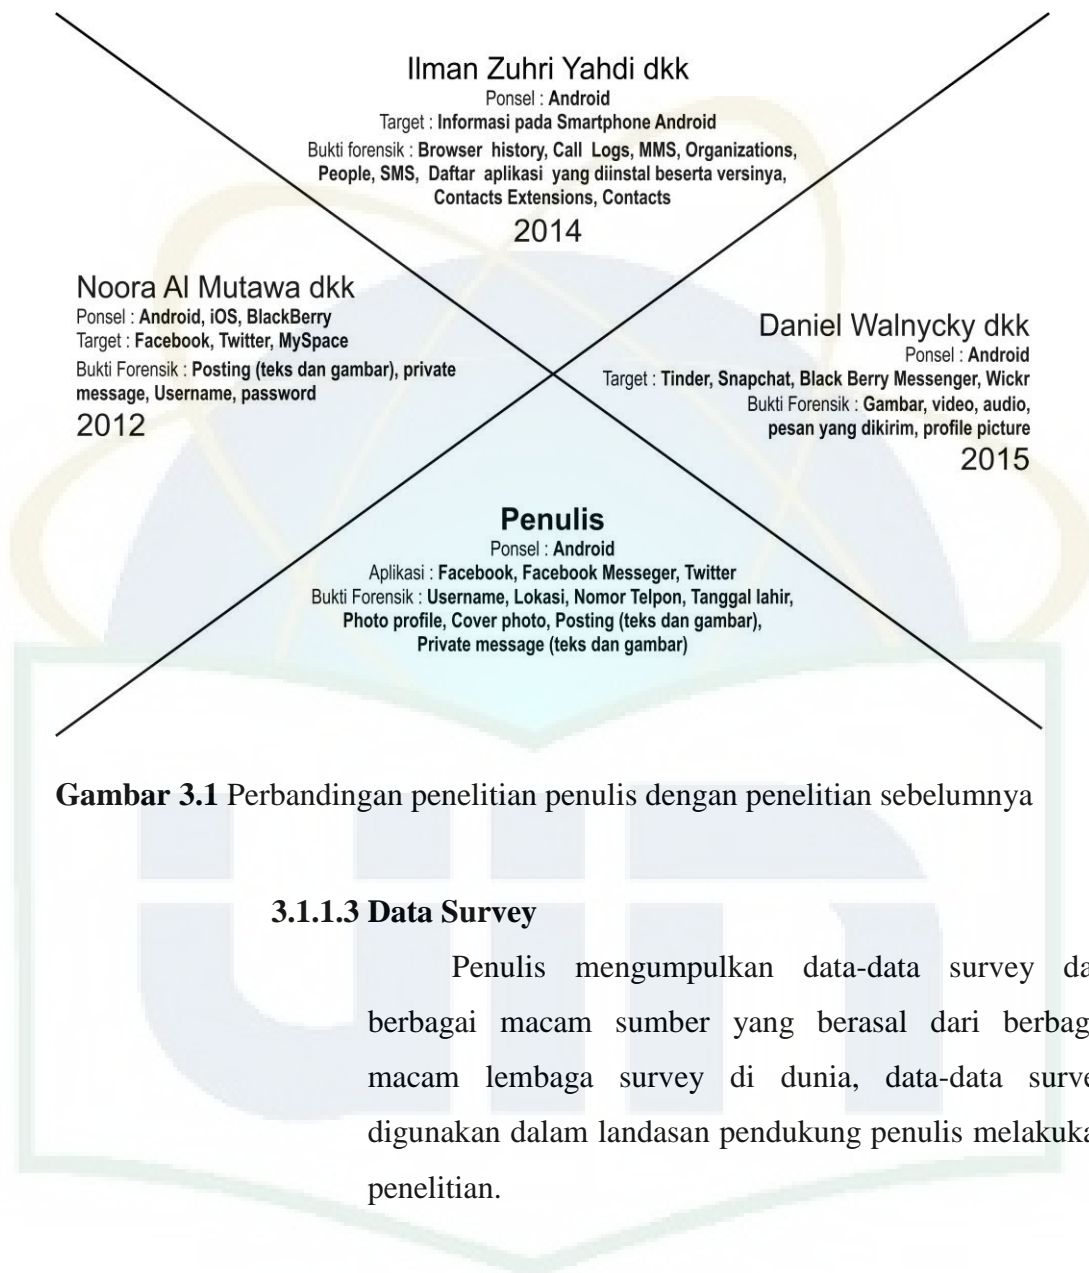 Ilman Zuhri Yahdi dkk
Ponsel : Android
Target : Informasi pada Smartphone Android
Bukti forensik : Browser history, Call Logs, MMS, Organizations,
People, SMS, Daftar aplikasi yang diinstal beserta versinya,
Contacts Extensions, Contacts
2014
Noora Al Mutawa dkk
Ponsel : Android, iOS, BlackBerry
Target : Facebook, Twitter, MySpace
Bukti Forensik : Posting (teks dan gambar), private
message, Username, password
2012
Daniel Walnycky dkk
Ponsel : Android
Target : Tinder, Snapchat, Black Berry Messenger, Wickr
Bukti Forensik : Gambar, video, audio,
pesan yang dikirim, profile picture
2015
Penulis
Ponsel : Android
Aplikasi : Facebook, Facebook Messeger, Twitter
Bukti Forensik : Username, Lokasi, Nomor Telpon, Tanggal lahir,
Photo profile, Cover photo, Posting (teks dan gambar),
Private message (teks dan gambar)
Gambar 3.1 Perbandingan penelitian penulis dengan penelitian sebelumnya
3.1.1.3 Data Survey
Penulis mengumpulkan data-data survey da
berbagai macam sumber yang berasal dari berbag
macam lembaga survey di dunia, data-data surve
digunakan dalam landasan pendukung penulis melakuka
penelitian.
uin